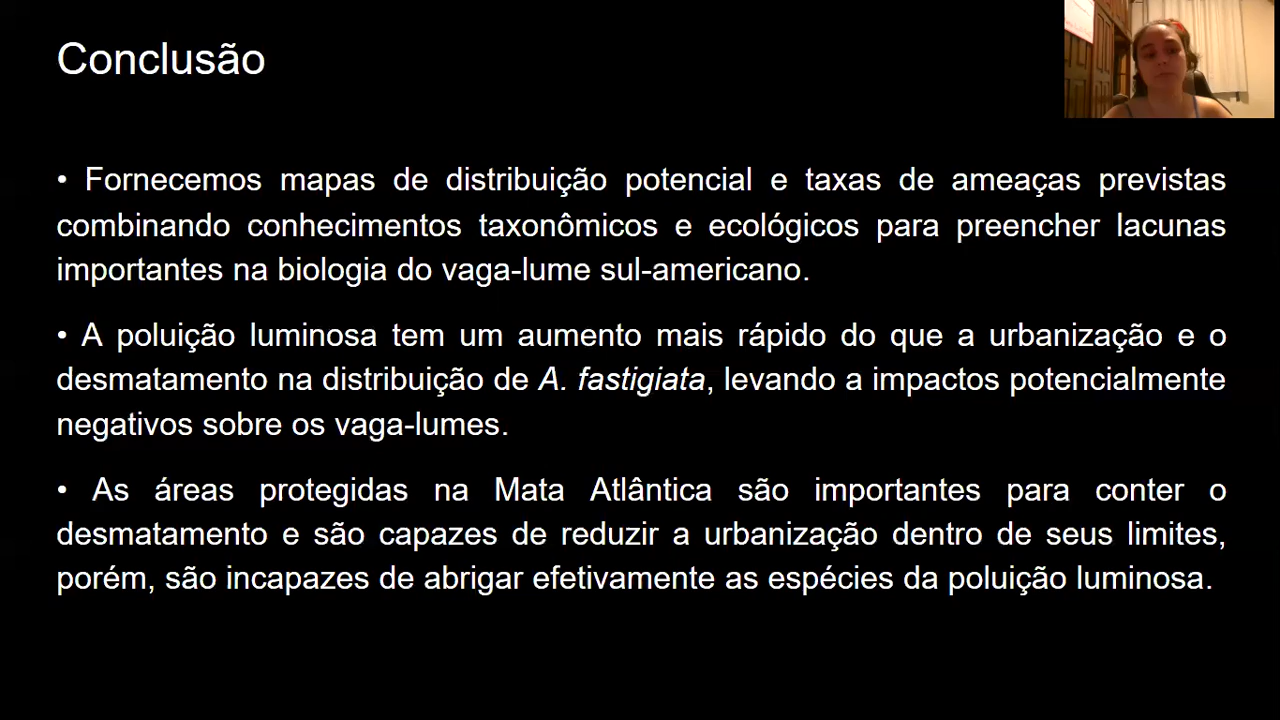 Conclusão
• Fornecemos mapas de distribuição potencial e taxas de ameaças previstas
combinando conhecimentos taxonômicos e ecológicos para preencher lacunas
importantes na biologia do vaga-lume sul-americano.
• A poluição luminosa tem um aumento mais rápido do que a urbanização e o
desmatamento na distribuição de A. fastigiata, levando a impactos potencialmente
negativos sobre os vaga-lumes.
• As áreas protegidas na Mata Atlântica são importantes para conter o
desmatamento e são capazes de reduzir a urbanização dentro de seus limites,
porém, são incapazes de abrigar efetivamente as espécies da poluição luminosa.